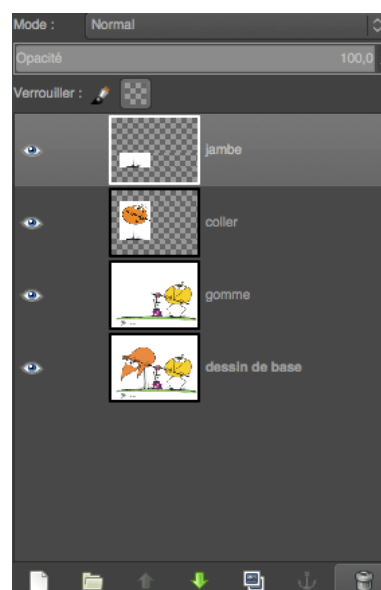 Mode : Normal
Opacité 100,0
Verrouiller :
jambe
coller
gomme
dessin de base